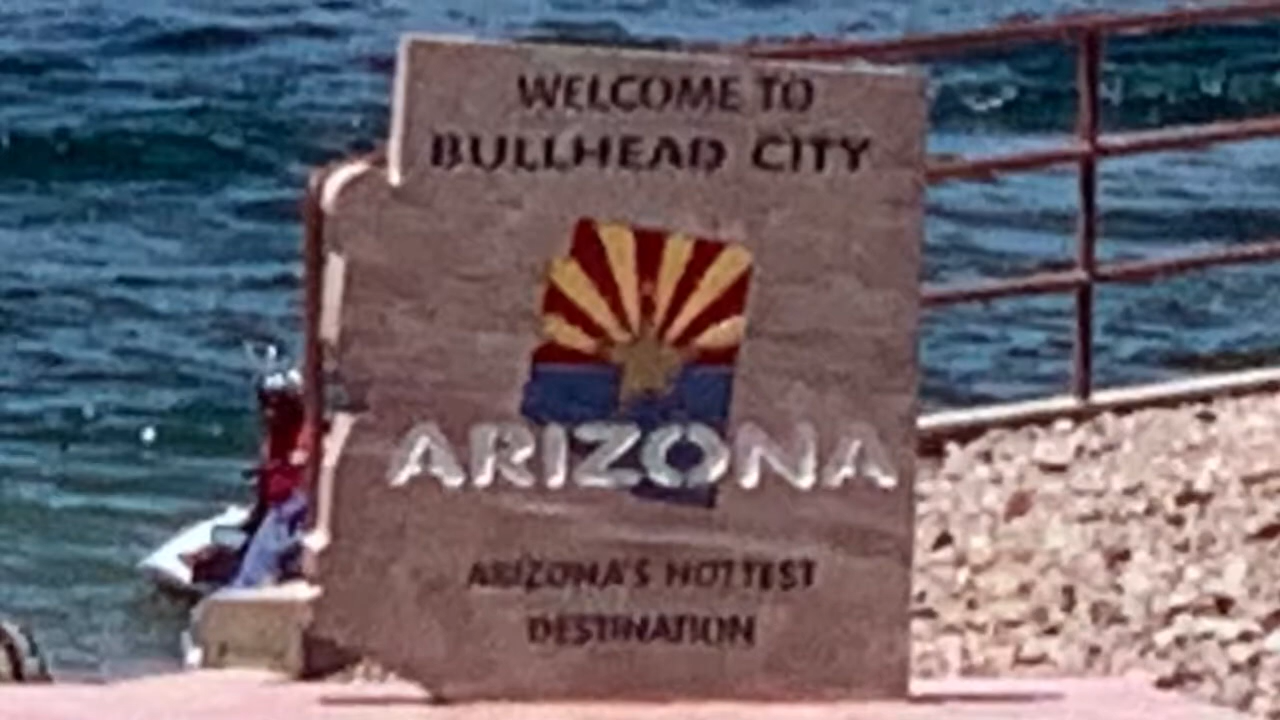 WELCOME TO
BULLHEAD CITY
ARIZONA
ARIZONA'S HOTTEST
DESTINATION